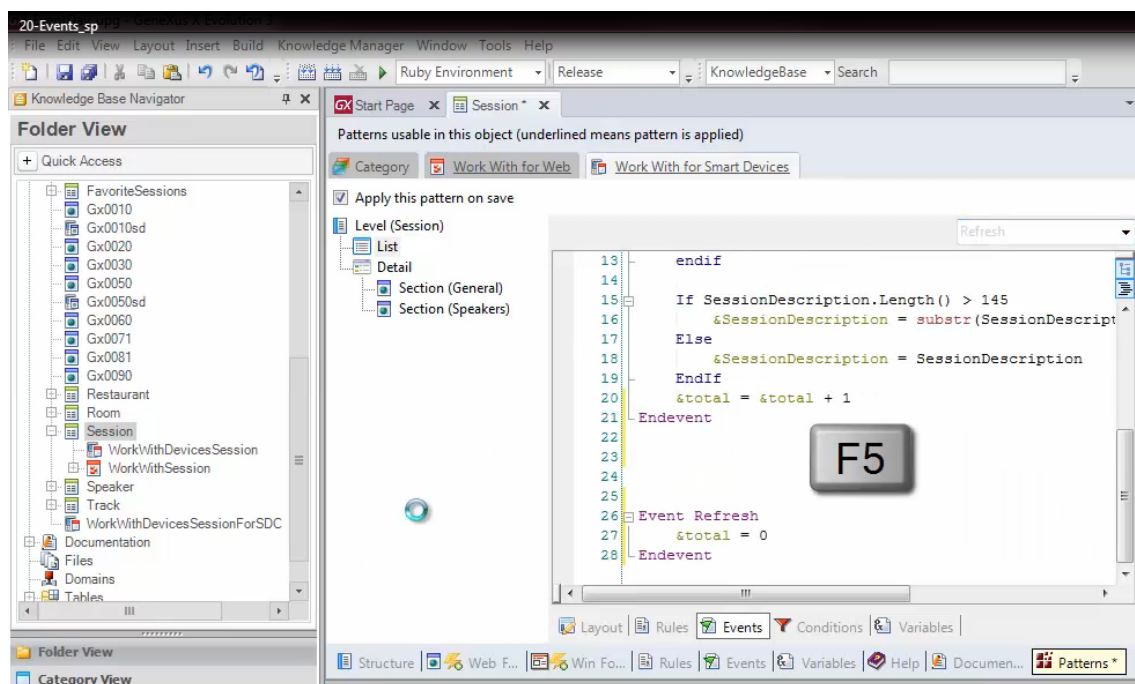 20-Events_sp
upg - GeneXus X Evolution 3
File Edit View Layout Insert Build Knowledge Manager Window Tools Help
Ruby Environment Release KnowledgeBase Search
Knowledge Base Navigator
Folder View
+ Quick Access
FavoriteSessions
Gx0010
Gx0010sd
Gx0020
Gx0030
Gx0050
Gx0050sd
Gx0060
Gx0071
Gx0081
Gx0090
Restaurant
Room
Session
WorkWithDevicesSession
WorkWithSession
Speaker
Track
WorkWithDevicesSessionForSDC
Documentation
Files
Domains
Tables
Folder View
Category View
GX Start Page Session *
Patterns usable in this object (underlined means pattern is applied)
Category Work With for Web Work With for Smart Devices
Apply this pattern on save
Level (Session)
List
Detail
Section (General)
Section (Speakers)
Refresh
13 endif
14
15 If SessionDescription.Length() > 145
16 &SessionDescription = substr(SessionDescript
17 Else
18 &SessionDescription = SessionDescription
19 EndIf
20 &total = &total + 1
21 Endevent
22
23
24
25
26 Event Refresh
27 &total = 0
28 Endevent
F5
Layout Rules Events Conditions Variables
Structure Web F... Win Fo... Rules Events Variables Help Documen... Patterns *